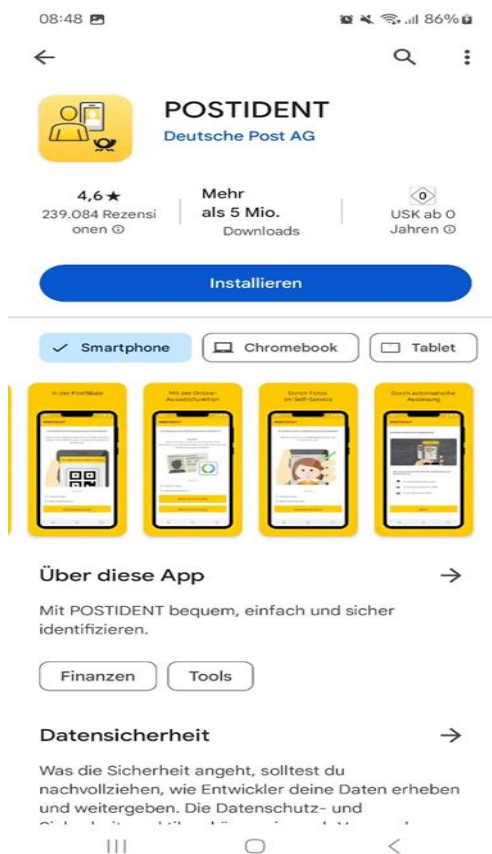 08:48
86%
POSTIDENT
Deutsche Post AG
4,6★
239.084 Rezensi
onen
Mehr
als 5 Mio.
Downloads
0
USK ab 0
Jahren
Installieren
Smartphone
Chromebook
Tablet
In der Postfiliale
Mit der Online-
Ausweisfunktion
Durch Fotos
im Self-Service
Durch automatische
Über diese App
Mit POSTIDENT bequem, einfach und sicher
identifizieren.
Finanzen
Tools
Datensicherheit
Was die Sicherheit angeht, solltest du
nachvollziehen, wie Entwickler deine Daten erheben
und weitergeben. Die Datenschutz- und